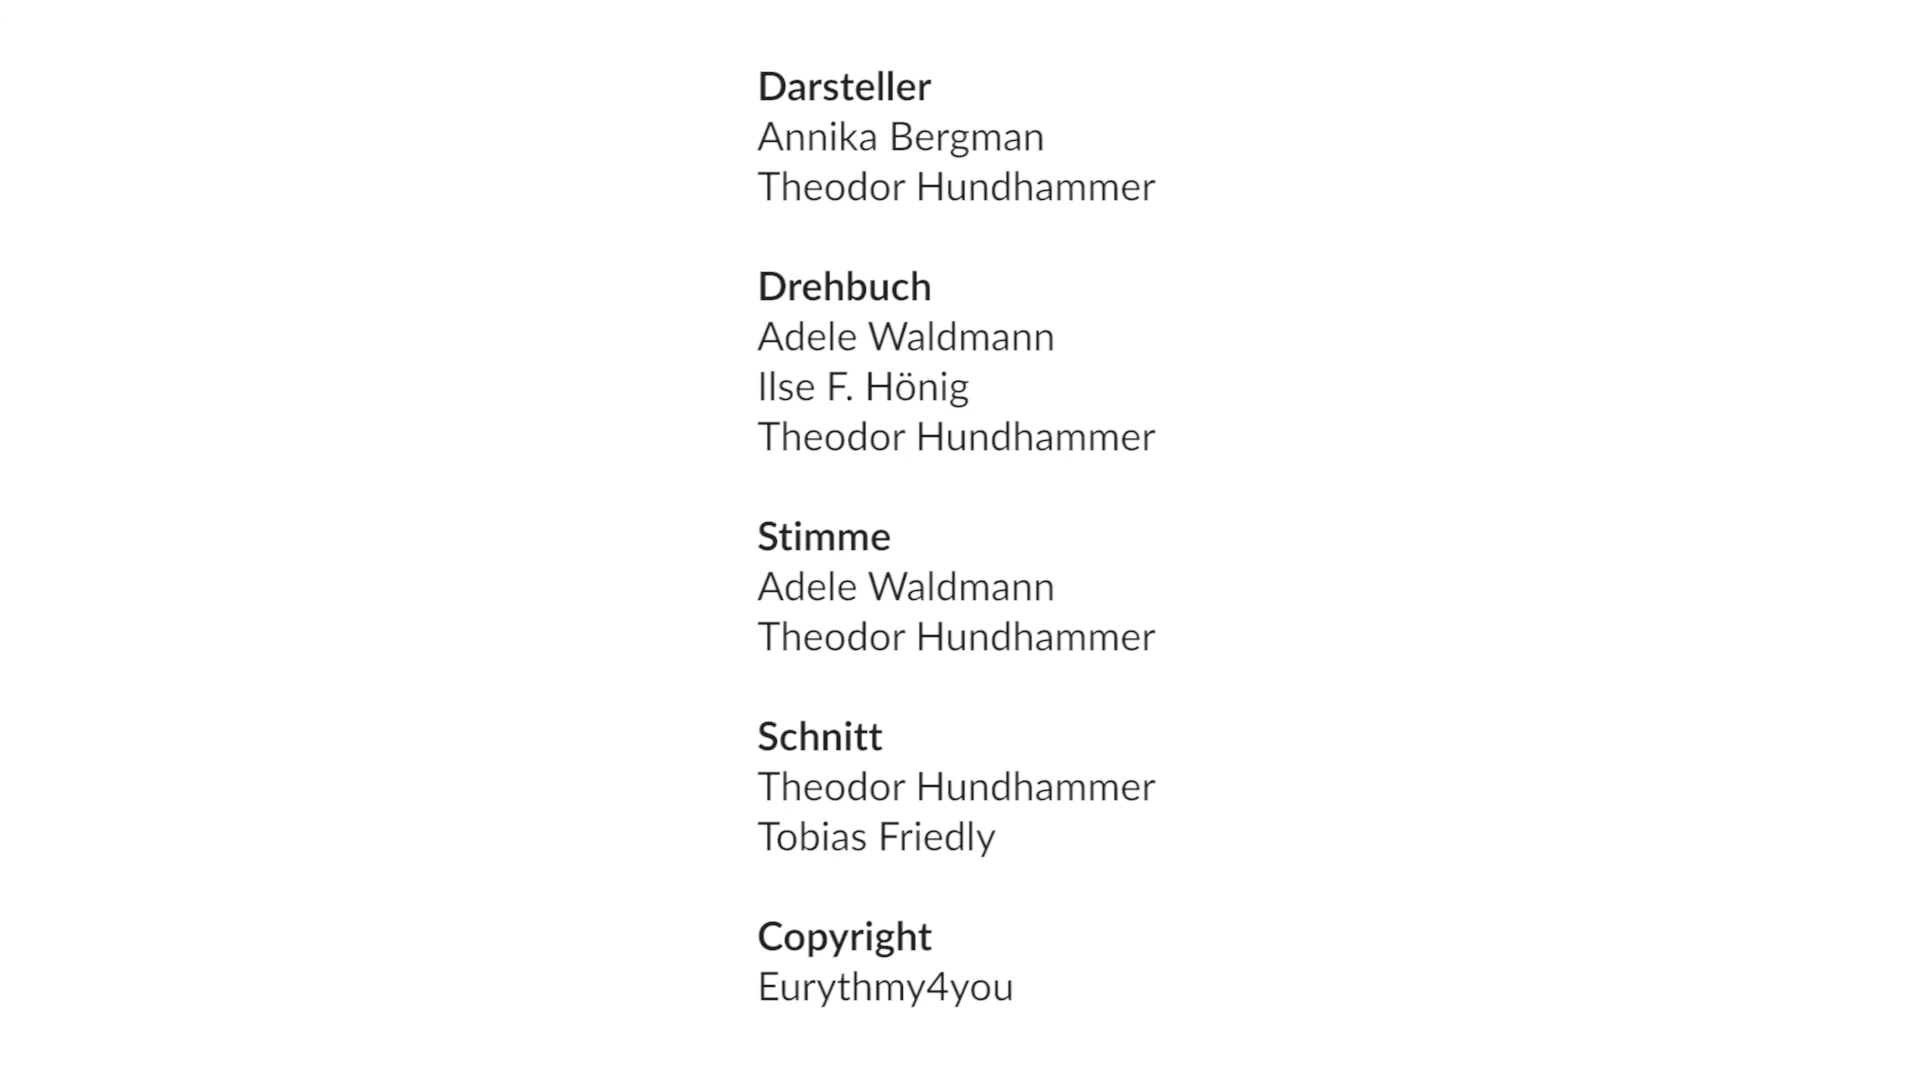 Darsteller
Annika Bergman
Theodor Hundhammer
Drehbuch
Adele Waldmann
Ilse F. Hönig
Theodor Hundhammer
Stimme
Adele Waldmann
Theodor Hundhammer
Schnitt
Theodor Hundhammer
Tobias Friedly
Copyright
Eurythmy4you